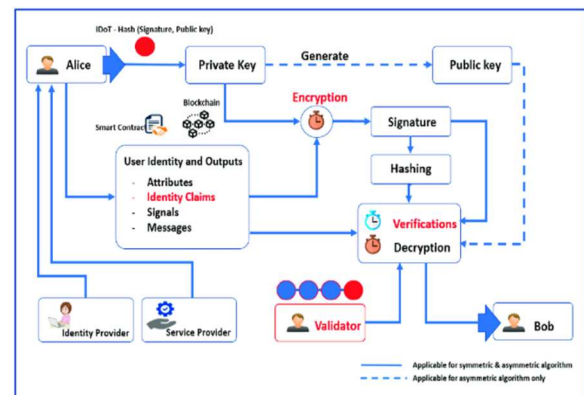 IDoT - Hash (Signature, Public key)
Alice
Private Key
Generate
Public key
Blockchain
Smart Contract
Encryption
Signature
User Identity and Outputs
- Attributes
- Identity Claims
- Signals
- Messages
Hashing
Verifications
Decryption
Identity Provider
Service Provider
Validator
Bob
Applicable for symmetric & asymmetric algorithm
Applicable for asymmetric algorithm only